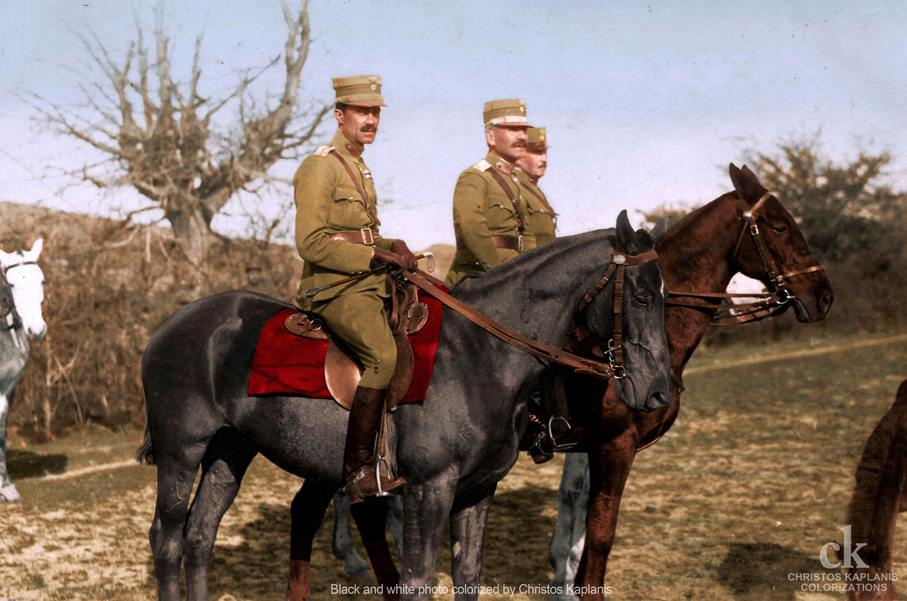 ck
CHRISTOS KAPLANIS
COLORIZATIONS
Black and white photo colorized by Christos Kaplanis